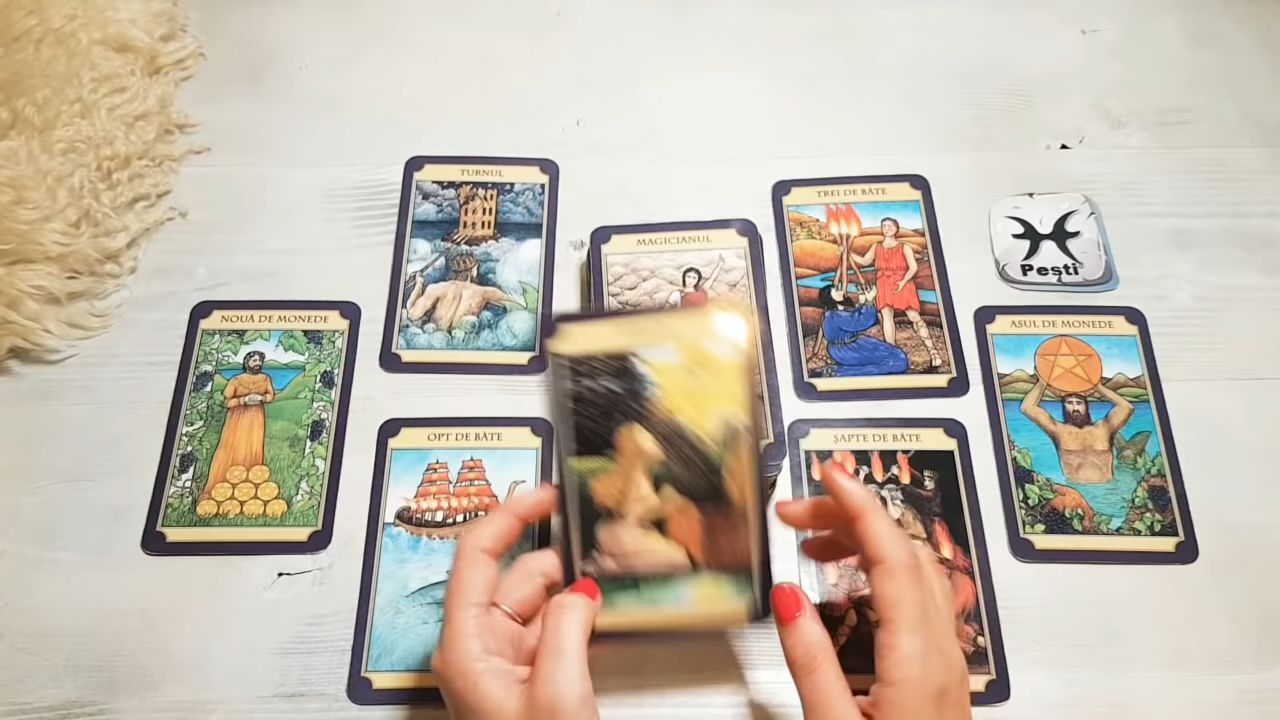 TURNUL
TREI DE BÂTE
MAGICIANUL
Pești
NOUĂ DE MONEDE
ASUL DE MONEDE
OPT DE BÂTE
ȘAPTE DE BÂTE